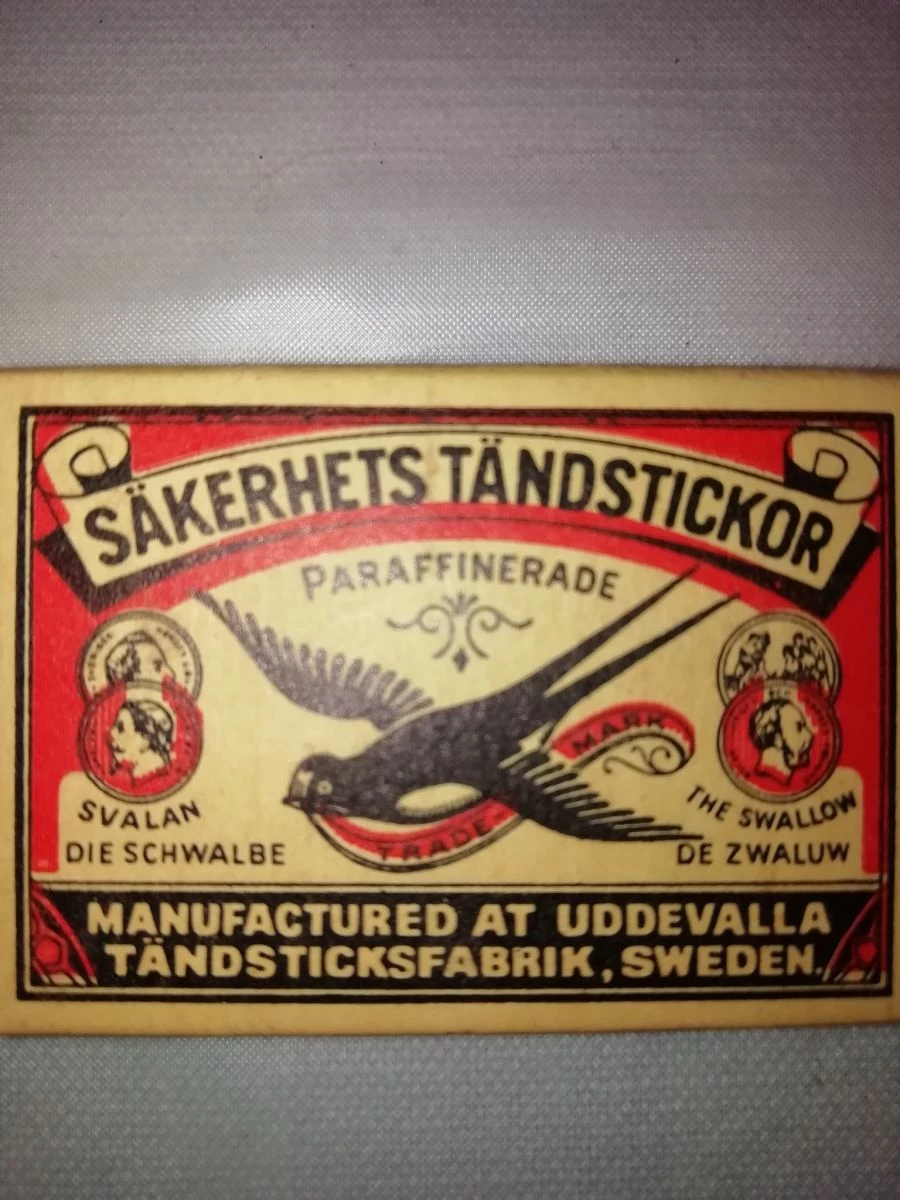 SÄKERHETS TÄNDSTICKOR
PARAFFINERADE
MARK
TRADE
SVALAN
DIE SCHWALBE
THE SWALLOW
DE ZWALUW
MANUFACTURED AT UDDEVALLA
TÄNDSTICKSFABRIK, SWEDEN.